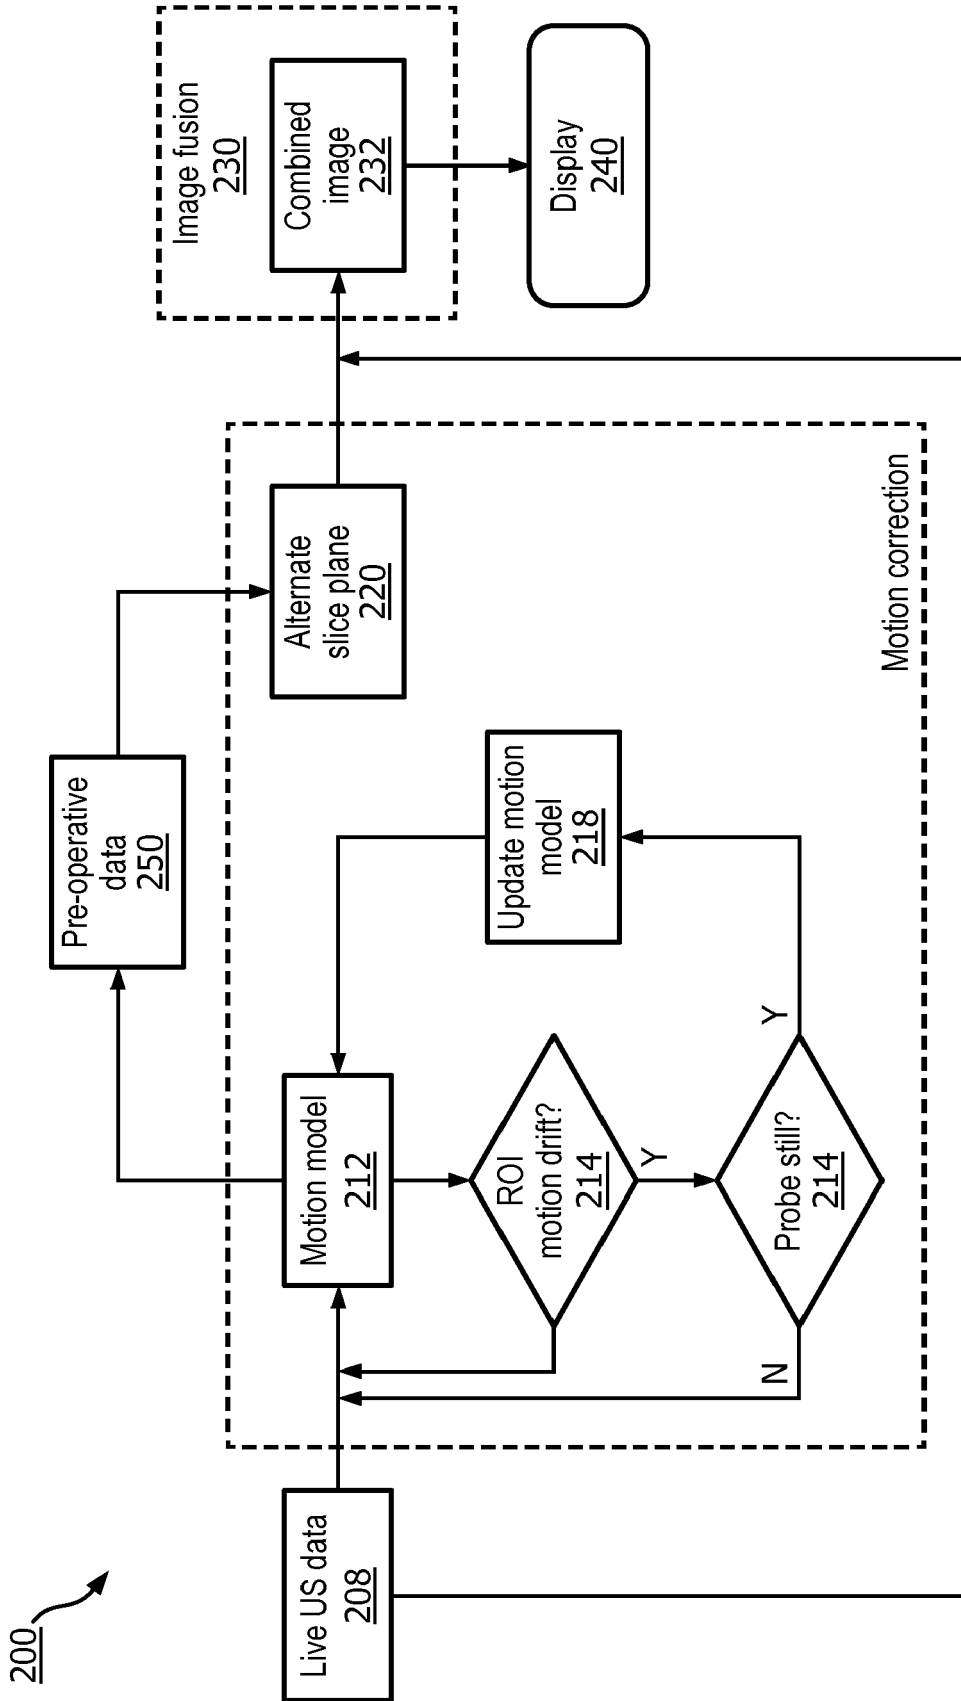 200
Live US data
208
Motion model
212
ROI
motion drift?
214
Y
Probe still?
214
N
Y
Update motion
model
218
Pre-operative
data
250
Alternate
slice plane
220
Motion correction
Image fusion
230
Combined
image
232
Display
240